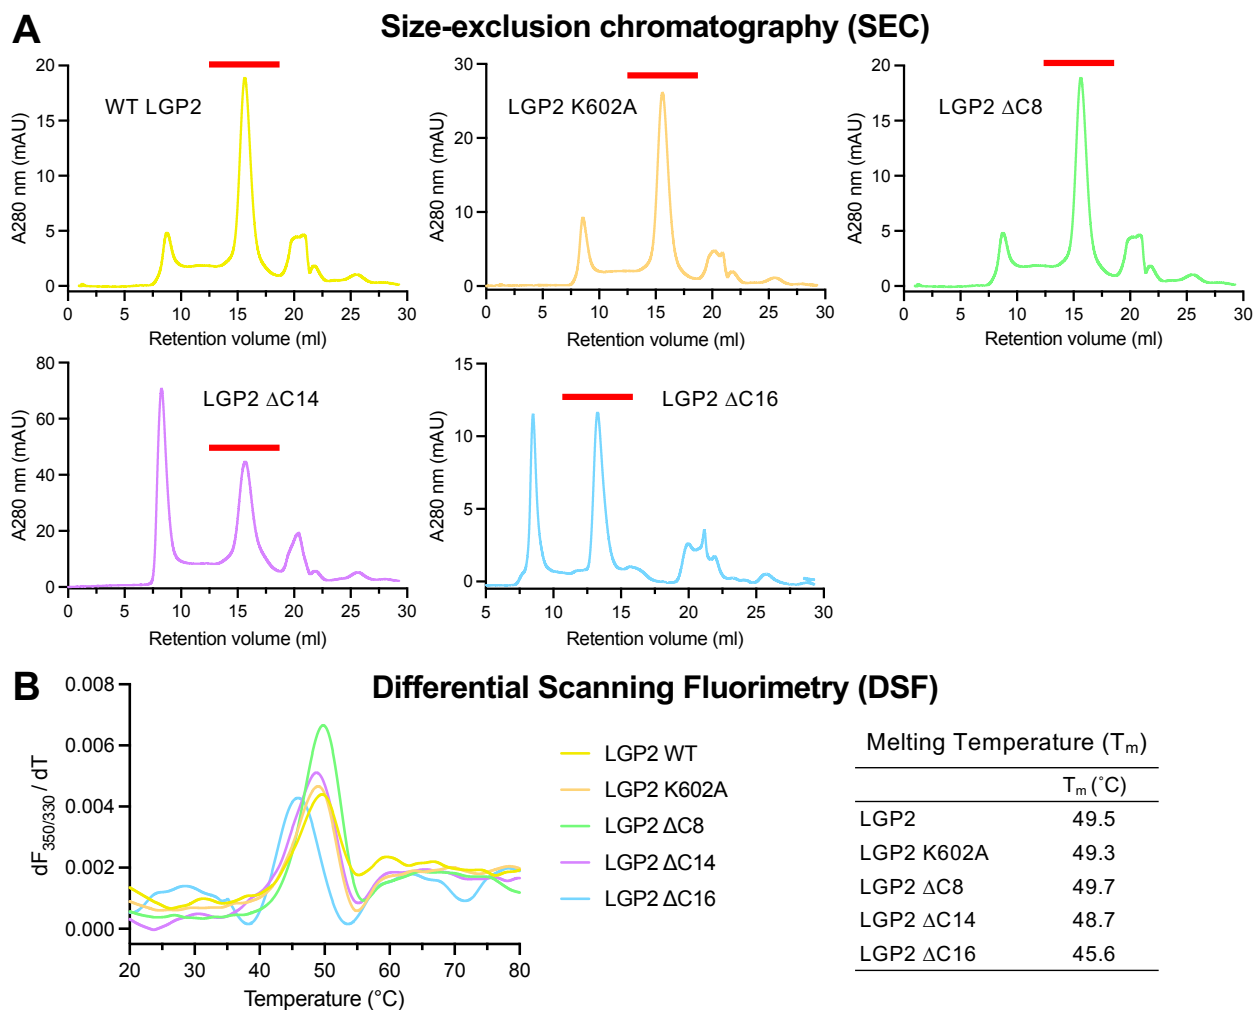 A
Size-exclusion chromatography (SEC)
20
15
10
5
0
A280 nm (mAU)
WT LGP2
0 5 10 15 20 25 30
Retention volume (ml)
30
20
10
0
A280 nm (mAU)
LGP2 K602A
0 5 10 15 20 25 30
Retention volume (ml)
20
15
10
5
0
A280 nm (mAU)
LGP2 ΔC8
0 5 10 15 20 25 30
Retention volume (ml)
80
60
40
20
0
A280 nm (mAU)
LGP2 ΔC14
0 5 10 15 20 25 30
Retention volume (ml)
15
10
5
0
A280 nm (mAU)
LGP2 ΔC16
5 10 15 20 25 30
Retention volume (ml)
B
Differential Scanning Fluorimetry (DSF)
0.008
0.006
0.004
0.002
0.000
dF350/330 / dT
20 30 40 50 60 70 80
Temperature (°C)
LGP2 WT
LGP2 K602A
LGP2 ΔC8
LGP2 ΔC14
LGP2 ΔC16
Melting Temperature (Tm)
Tm (˚C)
LGP2 49.5
LGP2 K602A 49.3
LGP2 ΔC8 49.7
LGP2 ΔC14 48.7
LGP2 ΔC16 45.6